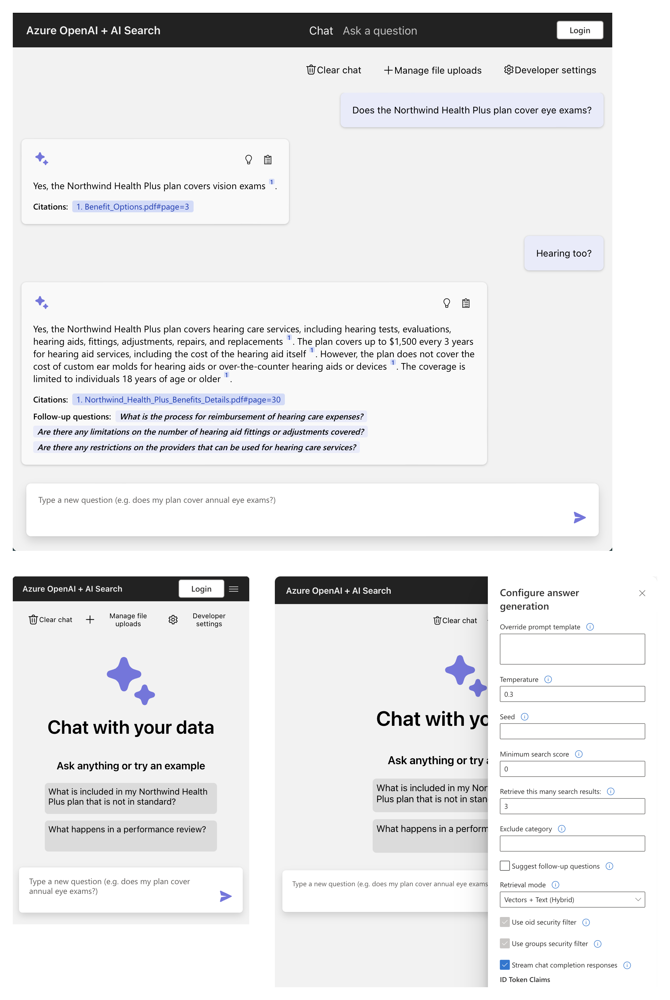 Azure OpenAI + AI Search
Chat Ask a question
Login
Clear chat
Manage file uploads
Developer settings
Does the Northwind Health Plus plan cover eye exams?
Yes, the Northwind Health Plus plan covers vision exams 1.
Citations: 1. Benefit_Options.pdf#page=3
Hearing too?
Yes, the Northwind Health Plus plan covers hearing care services, including hearing tests, evaluations,
hearing aids, fittings, adjustments, repairs, and replacements 1. The plan covers up to $1,500 every 3 years
for hearing aid services, including the cost of the hearing aid itself 1. However, the plan does not cover the
cost of custom ear molds for hearing aids or over-the-counter hearing aids or devices 1. The coverage is
limited to individuals 18 years of age or older 1.
Citations: 1. Northwind_Health_Plus_Benefits_Details.pdf#page=30
Follow-up questions: What is the process for reimbursement of hearing care expenses?
Are there any limitations on the number of hearing aid fittings or adjustments covered?
Are there any restrictions on the providers that can be used for hearing care services?
Type a new question (e.g. does my plan cover annual eye exams?)
Azure OpenAI + AI Search
Login
Clear chat
Manage file
uploads
Developer
settings
Chat with your data
Ask anything or try an example
What is included in my Northwind Health
Plus plan that is not in standard?
What happens in a performance review?
Type a new question (e.g. does my plan cover
annual eye exams?)
Azure OpenAI + AI Search
Clear chat
Chat with yo
Ask anything or try a
What is included in my Nor
Plus plan that is not in stan
What happens in a perform
Type a new question (e.g. does my plan cover annual eye exams
Configure answer
generation
Override prompt template
Temperature
0.3
Seed
Minimum search score
0
Retrieve this many search results:
3
Exclude category
Suggest follow-up questions
Retrieval mode
Vectors + Text (Hybrid)
Use oid security filter
Use groups security filter
Stream chat completion responses
ID Token Claims